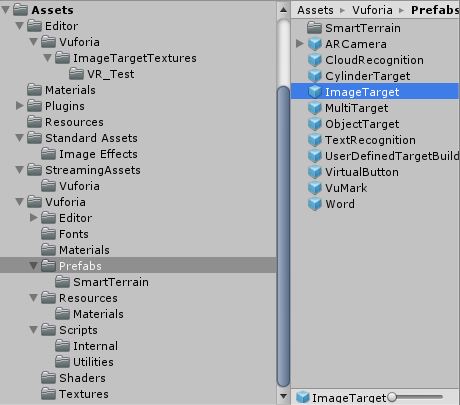 Assets
Editor
Vuforia
ImageTargetTextures
VR_Test
Materials
Plugins
Resources
Standard Assets
Image Effects
StreamingAssets
Vuforia
Vuforia
Editor
Fonts
Materials
Prefabs
SmartTerrain
Resources
Materials
Scripts
Internal
Utilities
Shaders
Textures
Assets ▸ Vuforia ▸ Prefabs
SmartTerrain
ARCamera
CloudRecognition
CylinderTarget
ImageTarget
MultiTarget
ObjectTarget
TextRecognition
UserDefinedTargetBuild
VirtualButton
VuMark
Word
ImageTarget